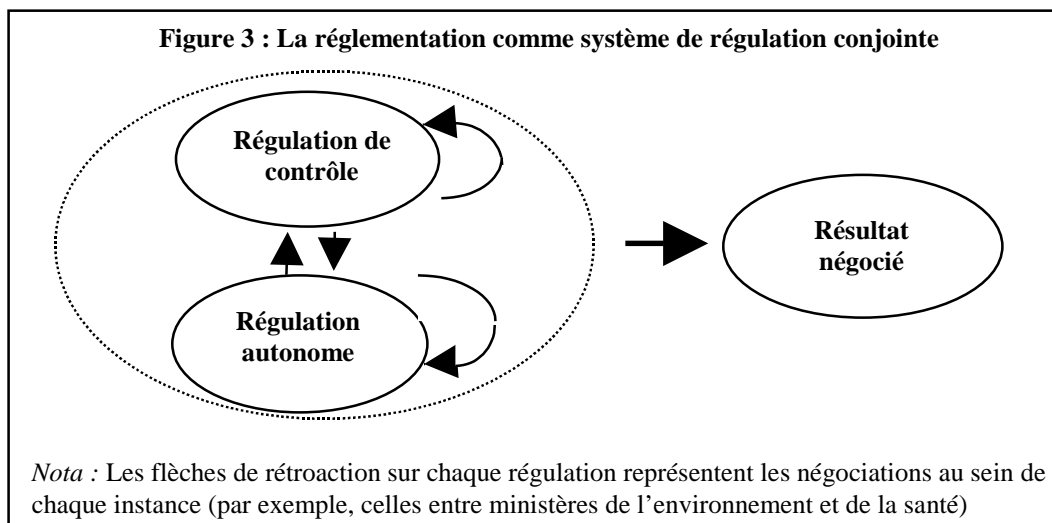 Figure 3 : La réglementation comme système de régulation conjointe
Régulation de
contrôle
Résultat
négocié
Régulation
autonome
Nota : Les flèches de rétroaction sur chaque régulation représentent les négociations au sein de
chaque instance (par exemple, celles entre ministères de l’environnement et de la santé)